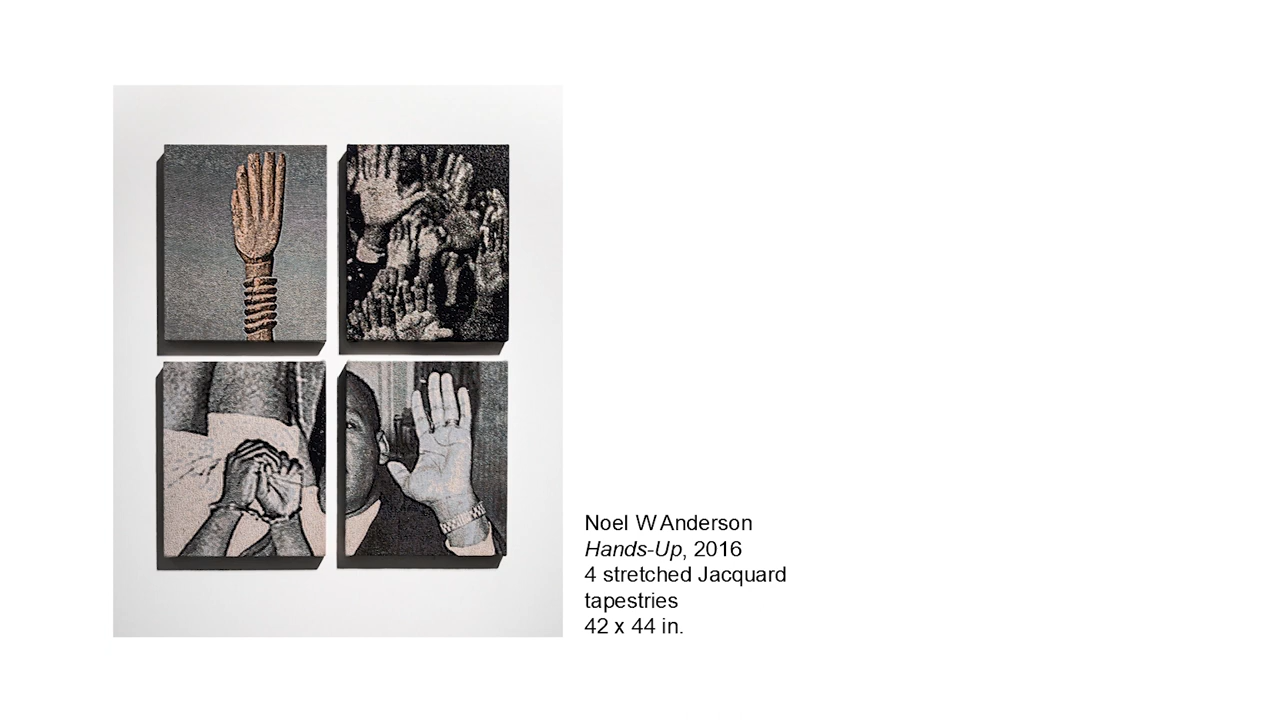 Noel W Anderson
Hands-Up, 2016
4 stretched Jacquard
tapestries
42 x 44 in.